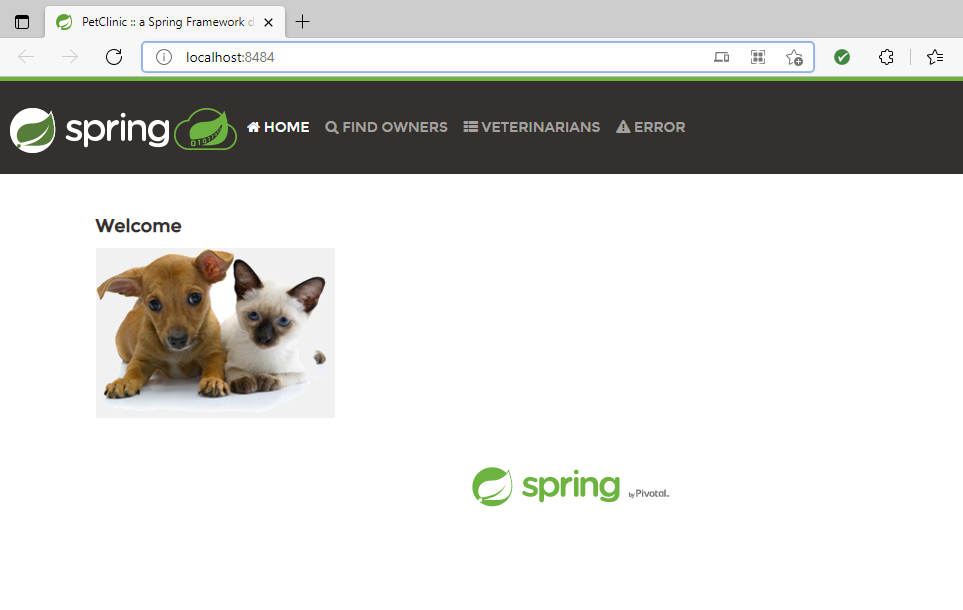 PetClinic :: a Spring Framework d
localhost:8484
spring
HOME
FIND OWNERS
VETERINARIANS
ERROR
Welcome
spring by Pivotal